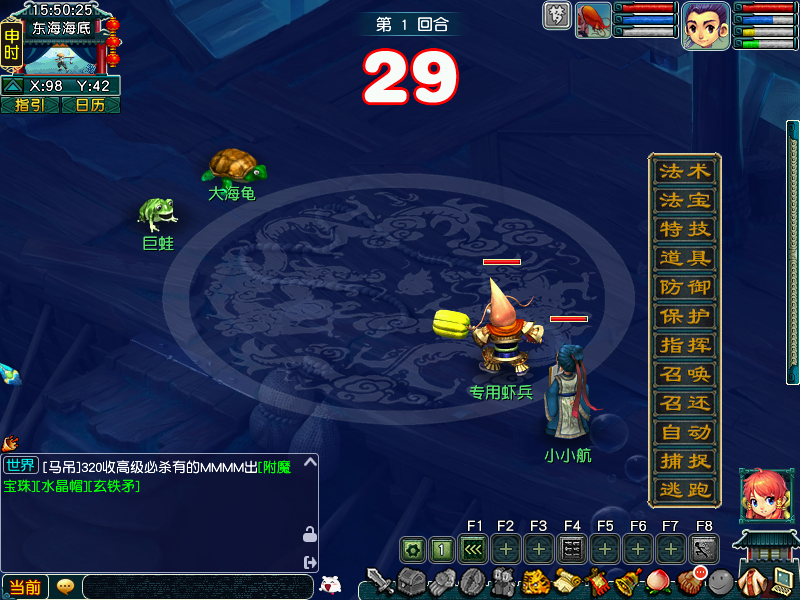 15:50:25
申时
东海海底
X:98 Y:42
指引 日历
第 1 回合
29
梦
大海龟
巨蛙
专用虾兵
小小航
法术
法宝
特技
道具
防御
保护
指挥
召唤
召还
自动
捕捉
逃跑
世界 [马吊]320收高级必杀有的MMMM出[附魔
宝珠][水晶帽][玄铁矛]
F1 F2 F3 F4 F5 F6 F7 F8
1
当前